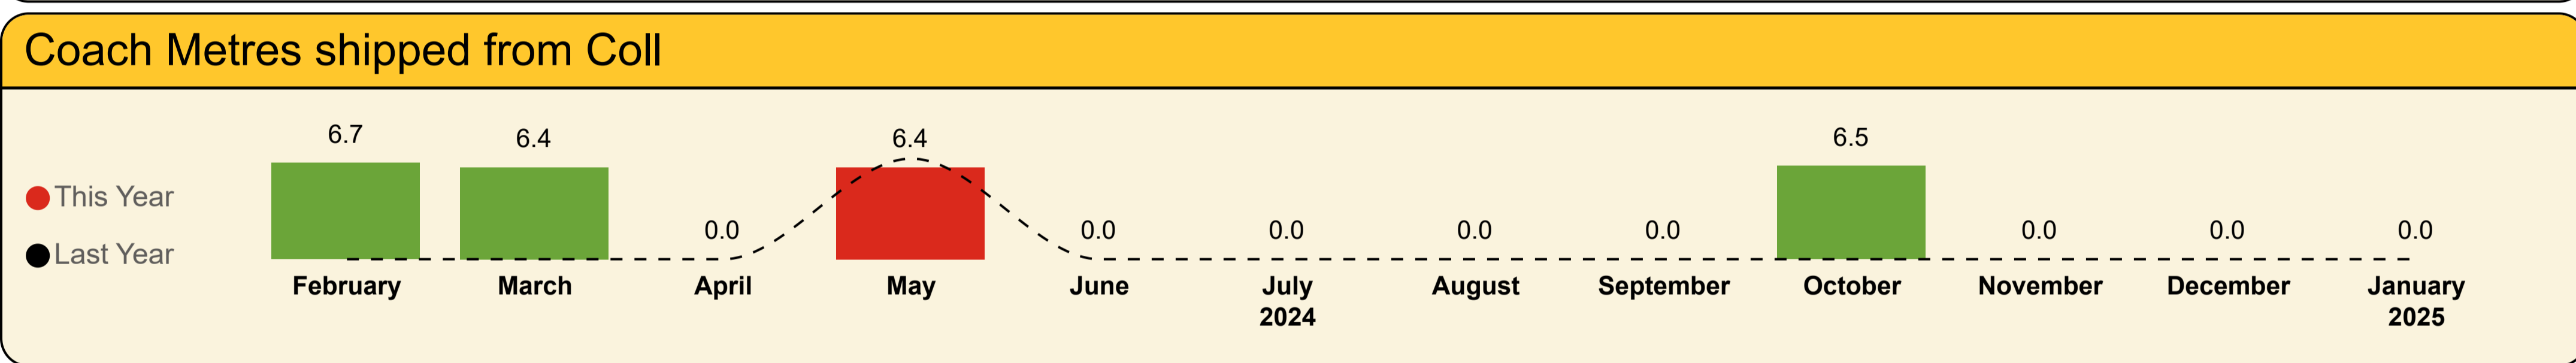 Coach Metres shipped from Coll
6.7 6.4 0.0 6.4 0.0 0.0 0.0 0.0 6.5 0.0 0.0 0.0
This Year
Last Year
February March April May June July August September October November December January
2024 2025